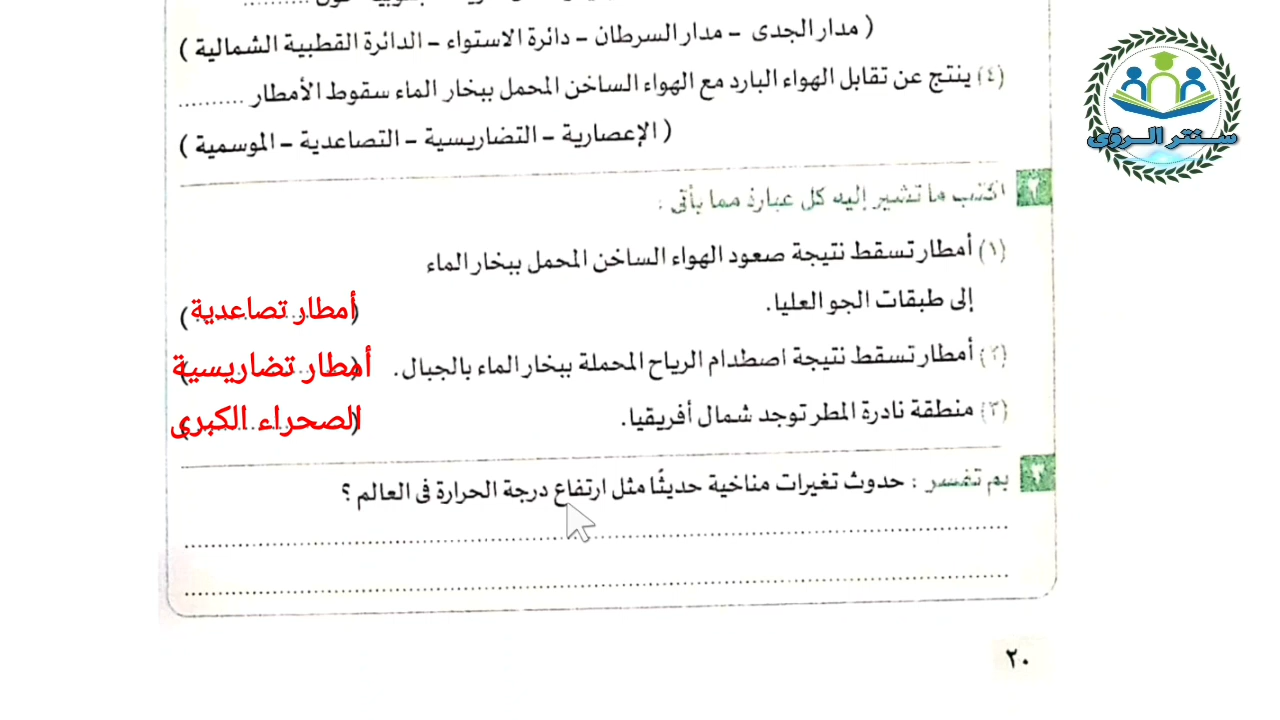 ( مدار الجدى – مدار السرطان – دائرة الاستواء – الدائرة القطبية الشمالية )
(٤) ينتج عن تقابل الهواء البارد مع الهواء الساخن المحمل ببخار الماء سقوط الأمطار ..........
( الإعصارية – التضاريسية – التصاعدية – الموسمية )
سنتر الرؤى
٢ اكتب ما تشير إليه كل عبارة مما يأتى :
(١) أمطار تسقط نتيجة صعود الهواء الساخن المحمل ببخار الماء
إلى طبقات الجو العليا. (أمطار تصاعدية)
(٢) أمطار تسقط نتيجة اصطدام الرياح المحملة ببخار الماء بالجبال. (أمطار تضاريسية)
(٣) منطقة نادرة المطر توجد شمال أفريقيا. (الصحراء الكبرى)
٣ بم تفسر : حدوث تغيرات مناخية حديثًا مثل ارتفاع درجة الحرارة فى العالم ؟
٢٠